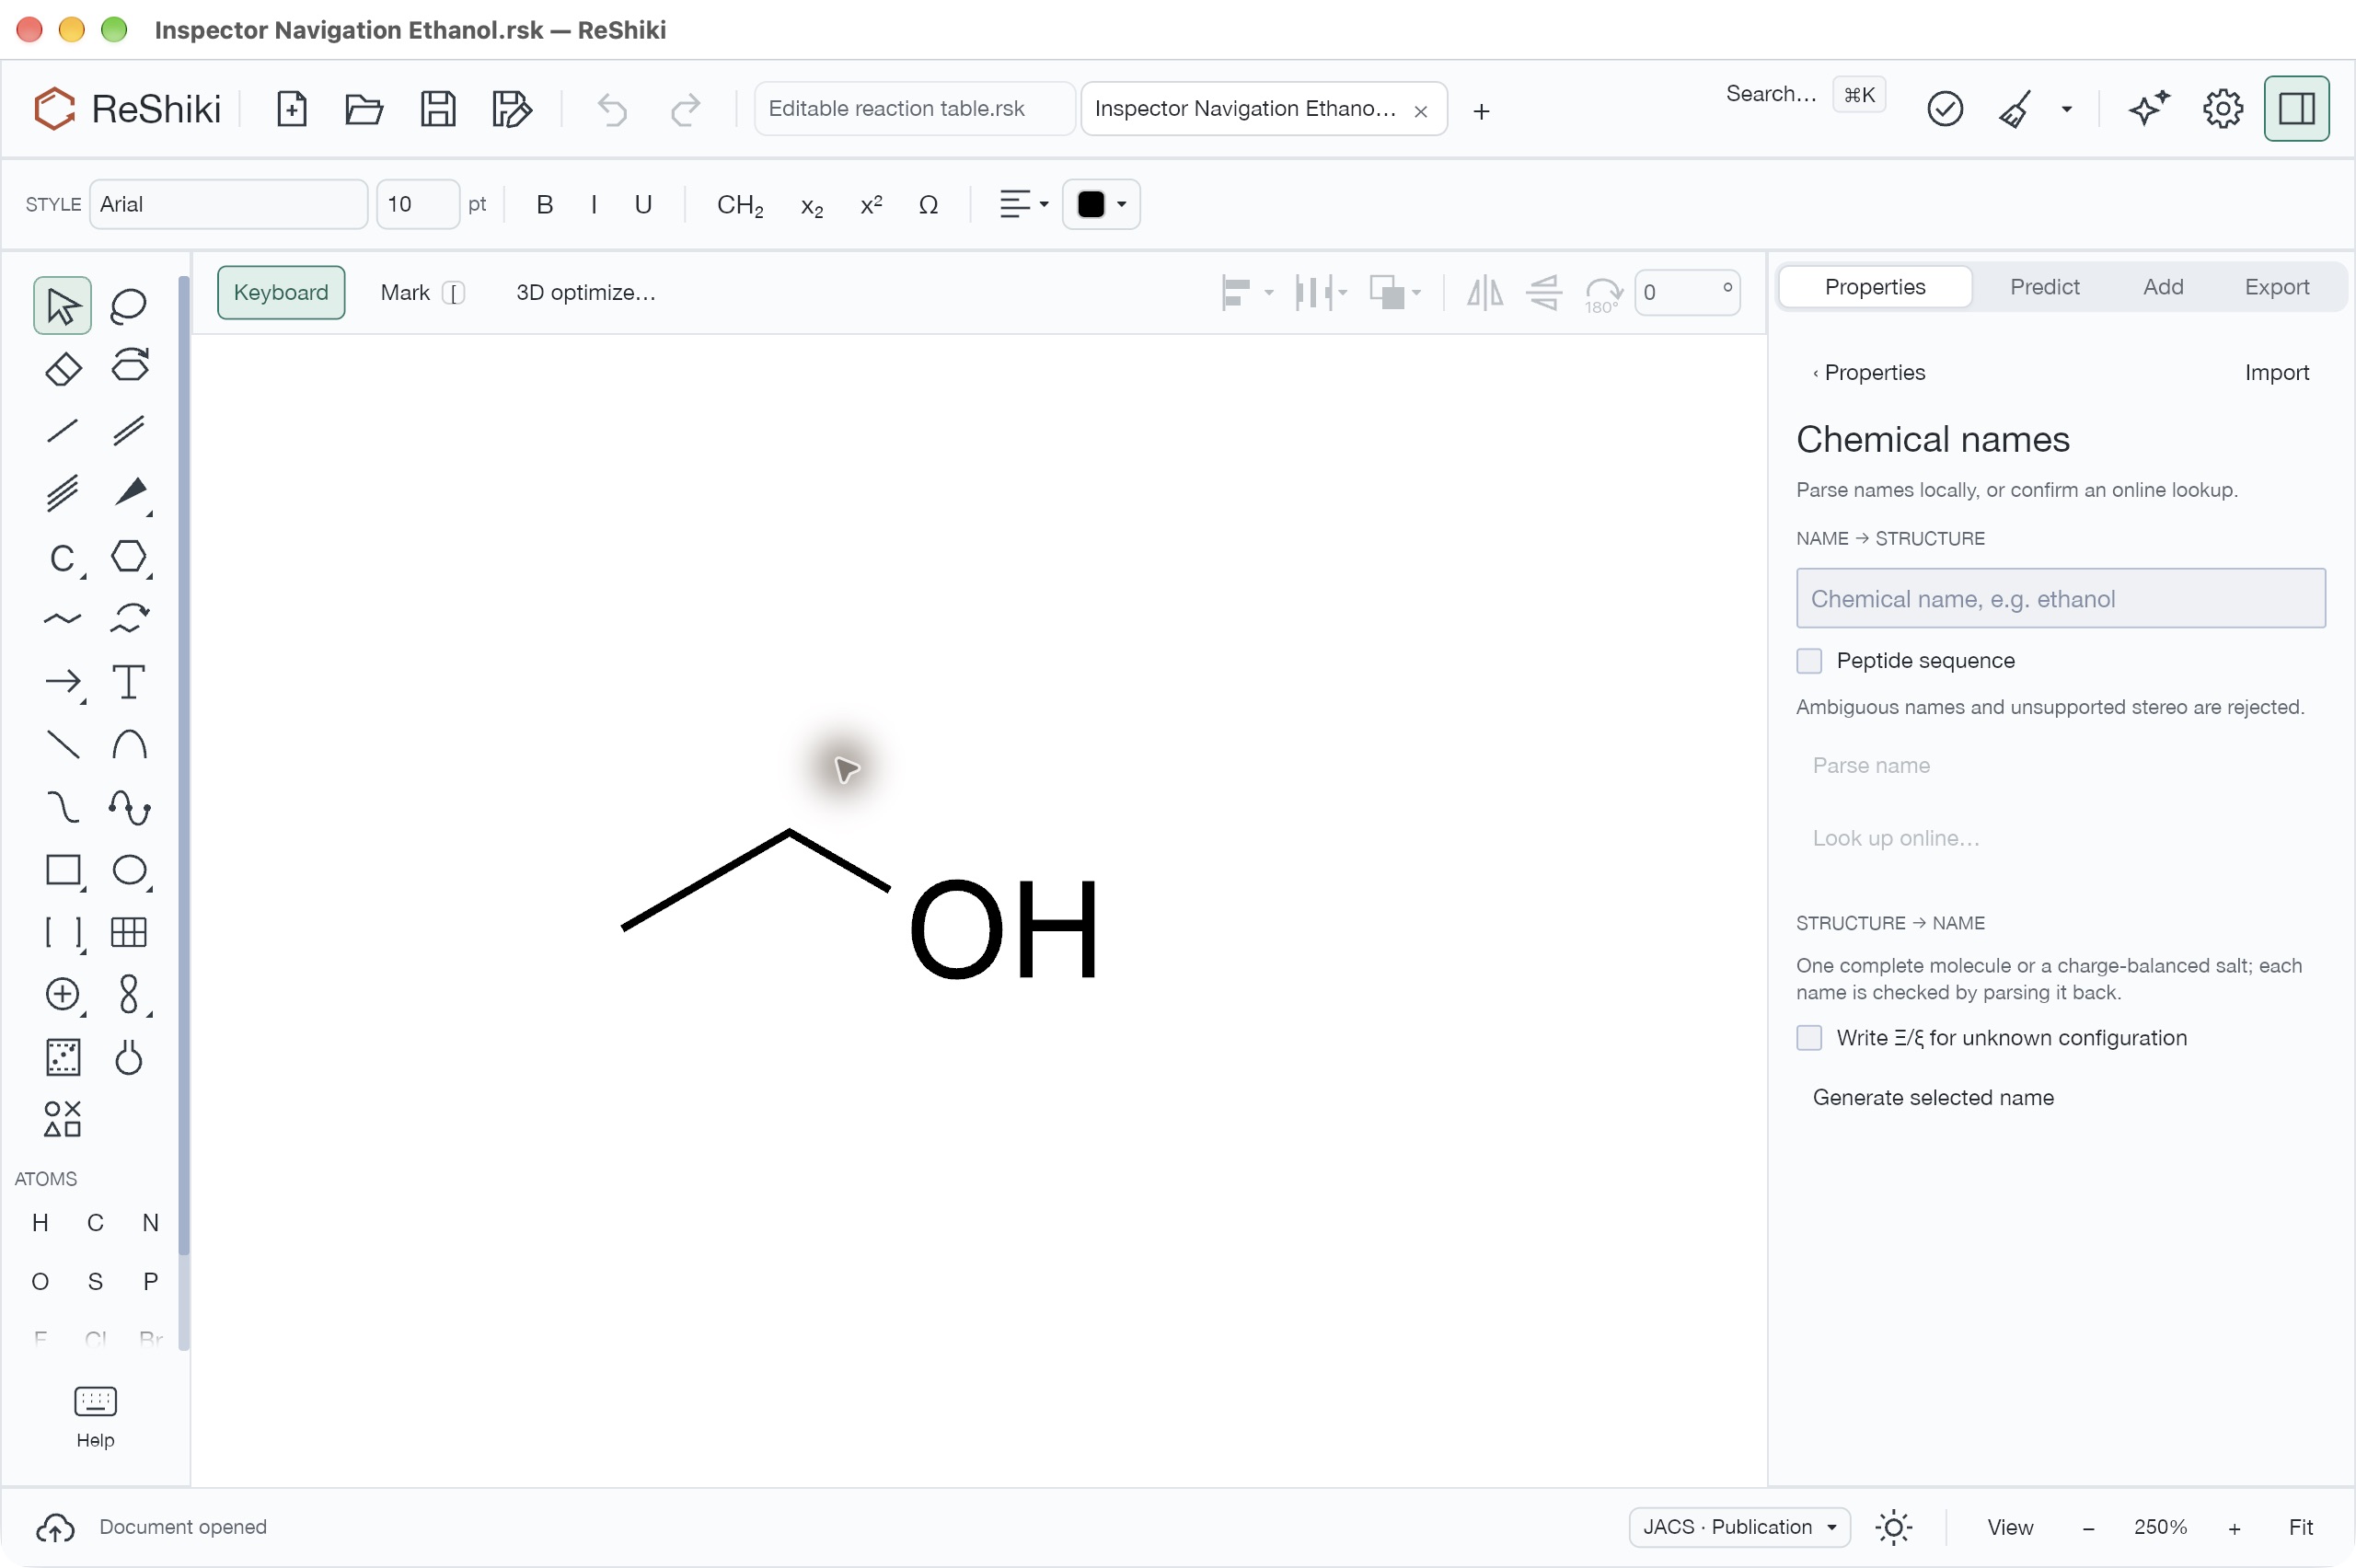 Inspector Navigation Ethanol.rsk — ReShiki
ReShiki
Editable reaction table.rsk
Inspector Navigation Ethano... ×
+
Search... ⌘K
STYLE Arial 10 pt B I U CH₂ x₂ x² Ω
Keyboard Mark [ 3D optimize...
180° 0 °
Properties Predict Add Export
‹ Properties Import
Chemical names
Parse names locally, or confirm an online lookup.
NAME → STRUCTURE
Chemical name, e.g. ethanol
Peptide sequence
Ambiguous names and unsupported stereo are rejected.
Parse name
Look up online...
STRUCTURE → NAME
One complete molecule or a charge-balanced salt; each
name is checked by parsing it back.
Write Ξ/ξ for unknown configuration
Generate selected name
C
T
[ ]
OH
ATOMS
H C N
O S P
F Cl Br
Help
Document opened
JACS · Publication
View − 250% + Fit